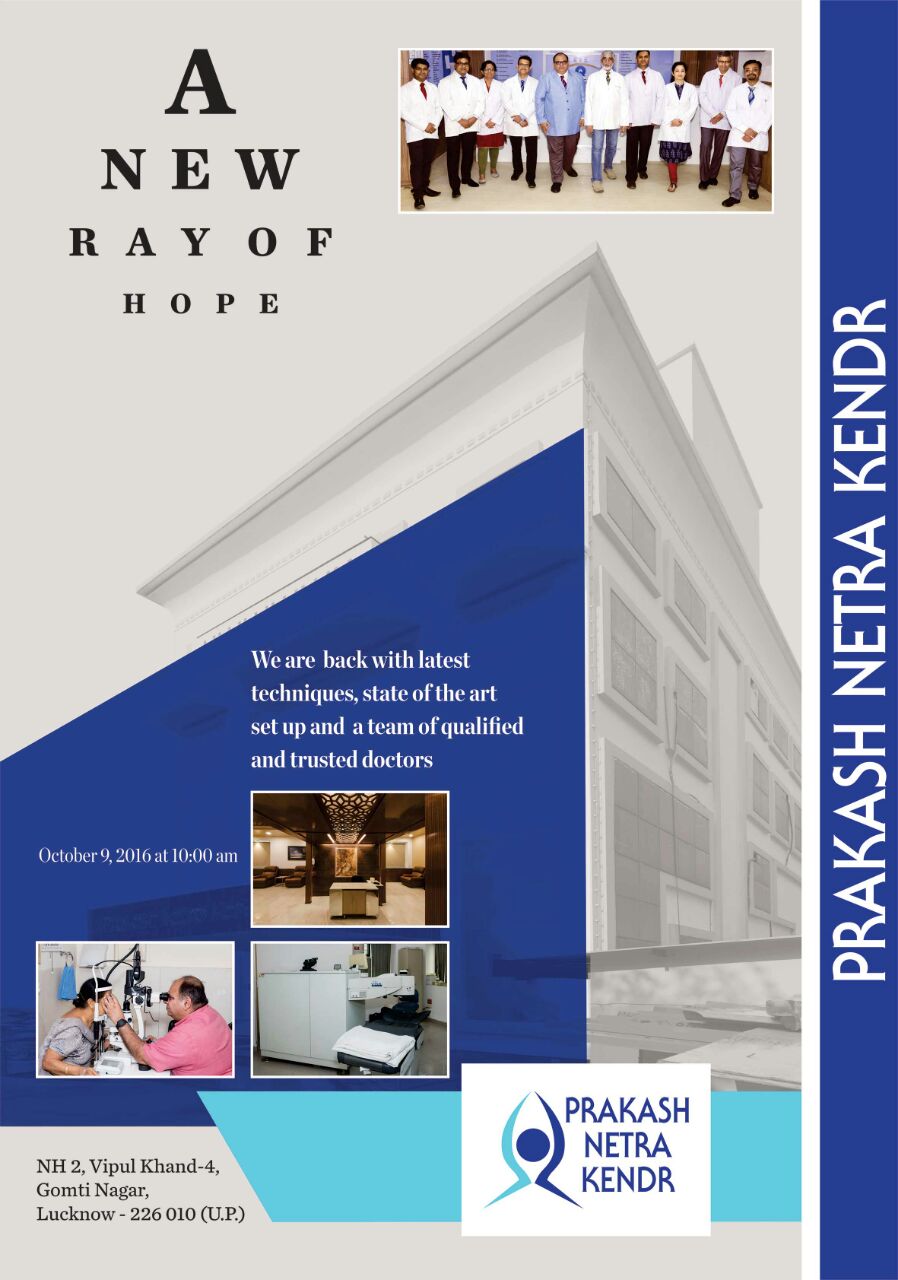 A
NEW
RAY OF
HOPE
We are back with latest
techniques, state of the art
set up and a team of qualified
and trusted doctors
October 9, 2016 at 10:00 am
PRAKASH
NETRA
KENDR
NH 2, Vipul Khand-4,
Gomti Nagar,
Lucknow - 226 010 (U.P.)
PRAKASH NETRA KENDR